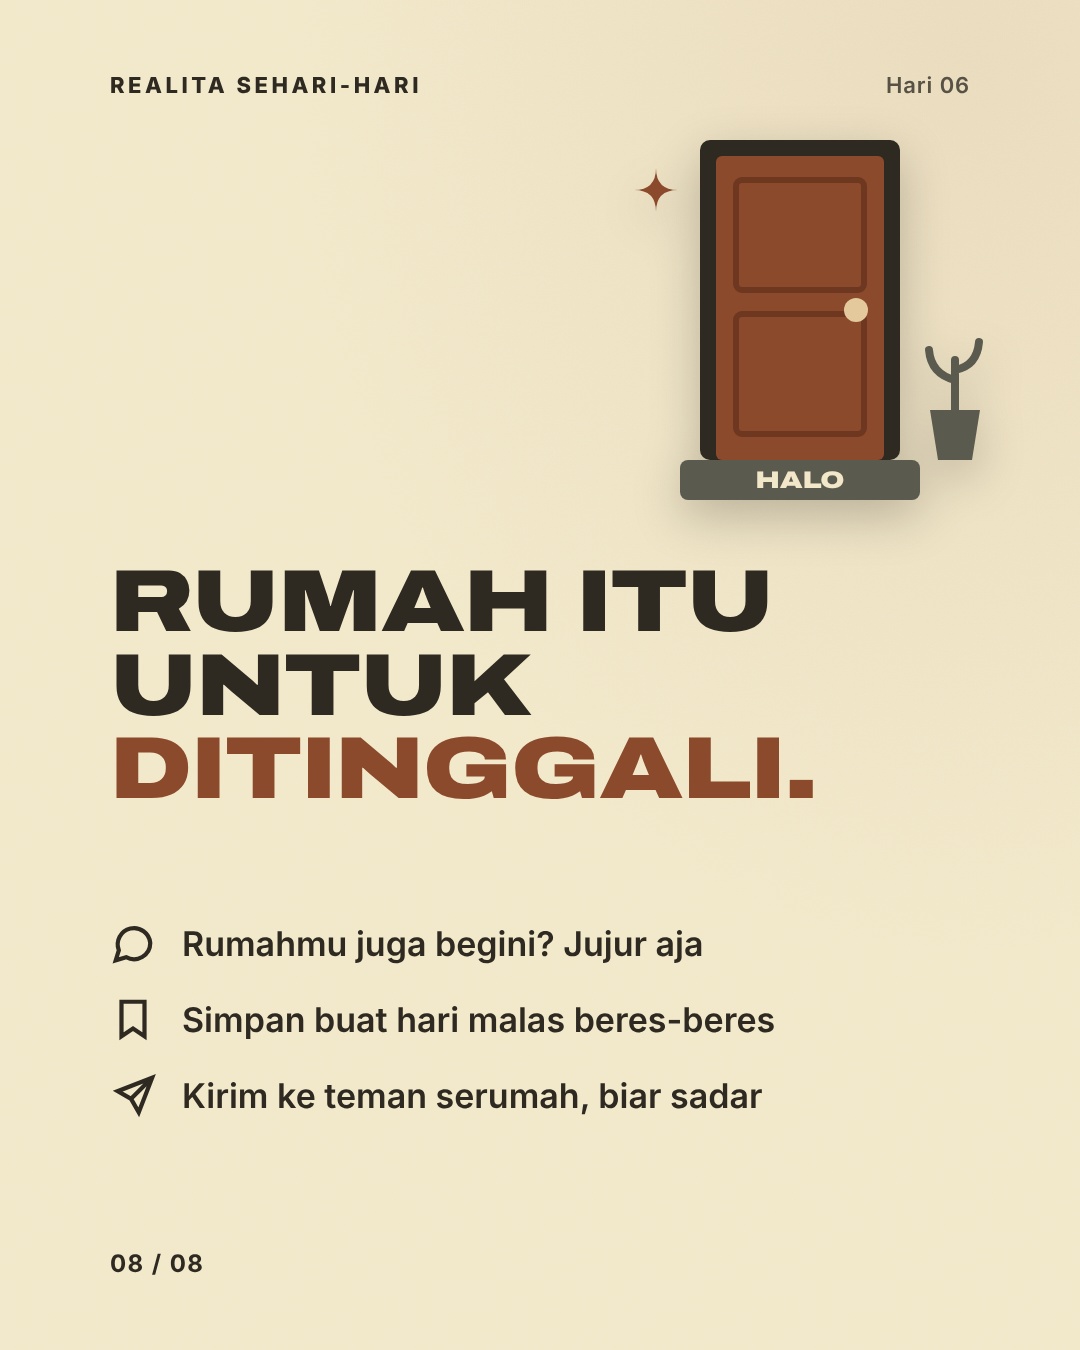 REALITA SEHARI-HARI
Hari 06
HALO
RUMAH ITU
UNTUK
DITINGGALI.
Rumahmu juga begini? Jujur aja
Simpan buat hari malas beres-beres
Kirim ke teman serumah, biar sadar
08 / 08